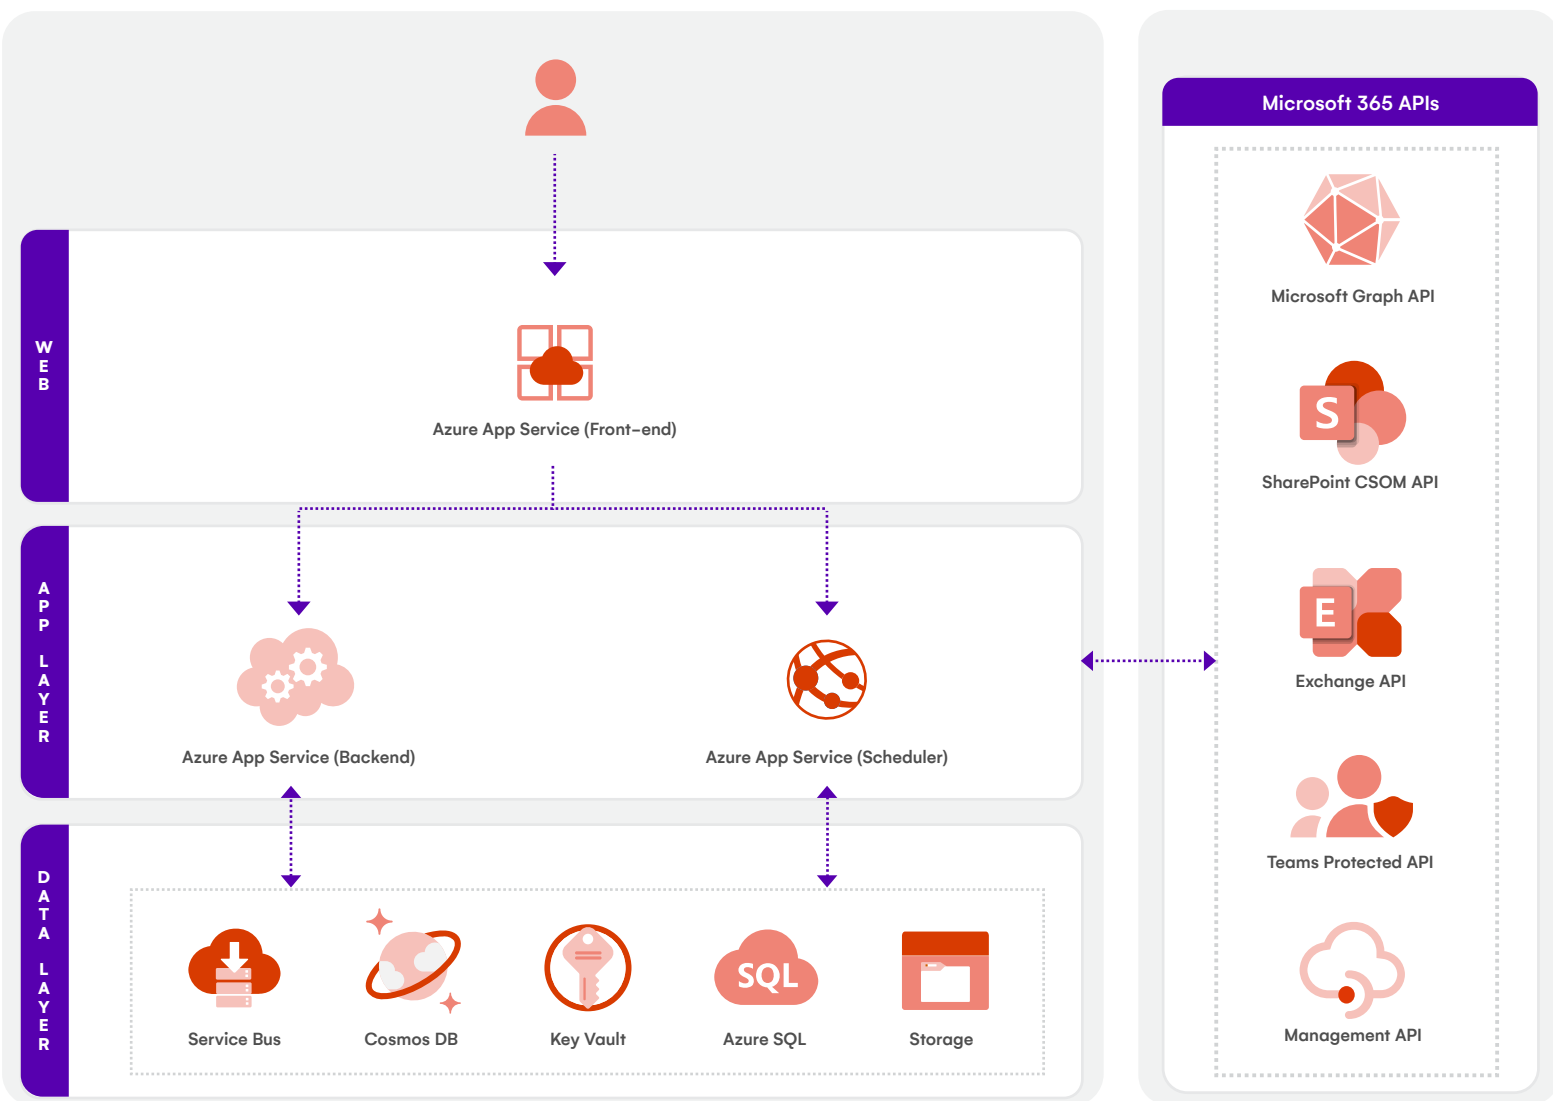 Microsoft 365 APIs
WEB
Azure App Service (Front-end)
APP LAYER
Azure App Service (Backend)
Azure App Service (Scheduler)
DATA LAYER
SQL
Service Bus
Cosmos DB
Key Vault
Azure SQL
Storage
Microsoft Graph API
S
SharePoint CSOM API
E
Exchange API
Teams Protected API
Management API